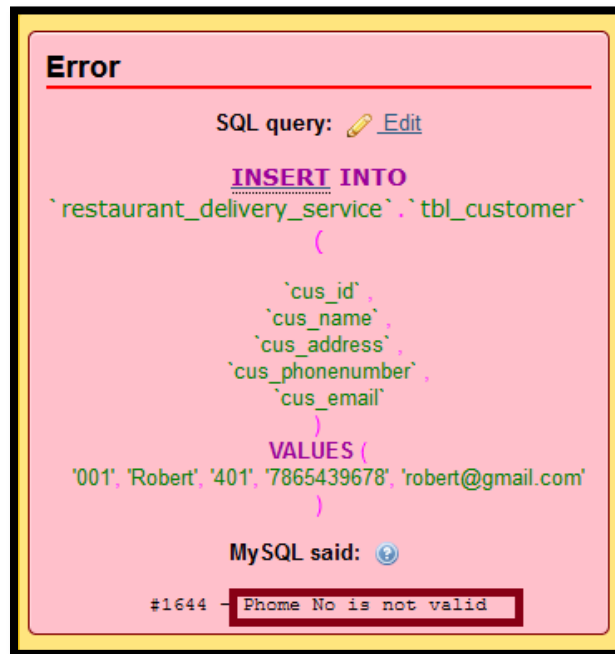 Error
SQL query: Edit
INSERT INTO
`restaurant_delivery_service`.`tbl_customer`
(
`cus_id` ,
`cus_name` ,
`cus_address` ,
`cus_phonenumber` ,
`cus_email`
)
VALUES (
'001', 'Robert', '401', '7865439678', 'robert@gmail.com'
)
MySQL said:
#1644 - Phome No is not valid